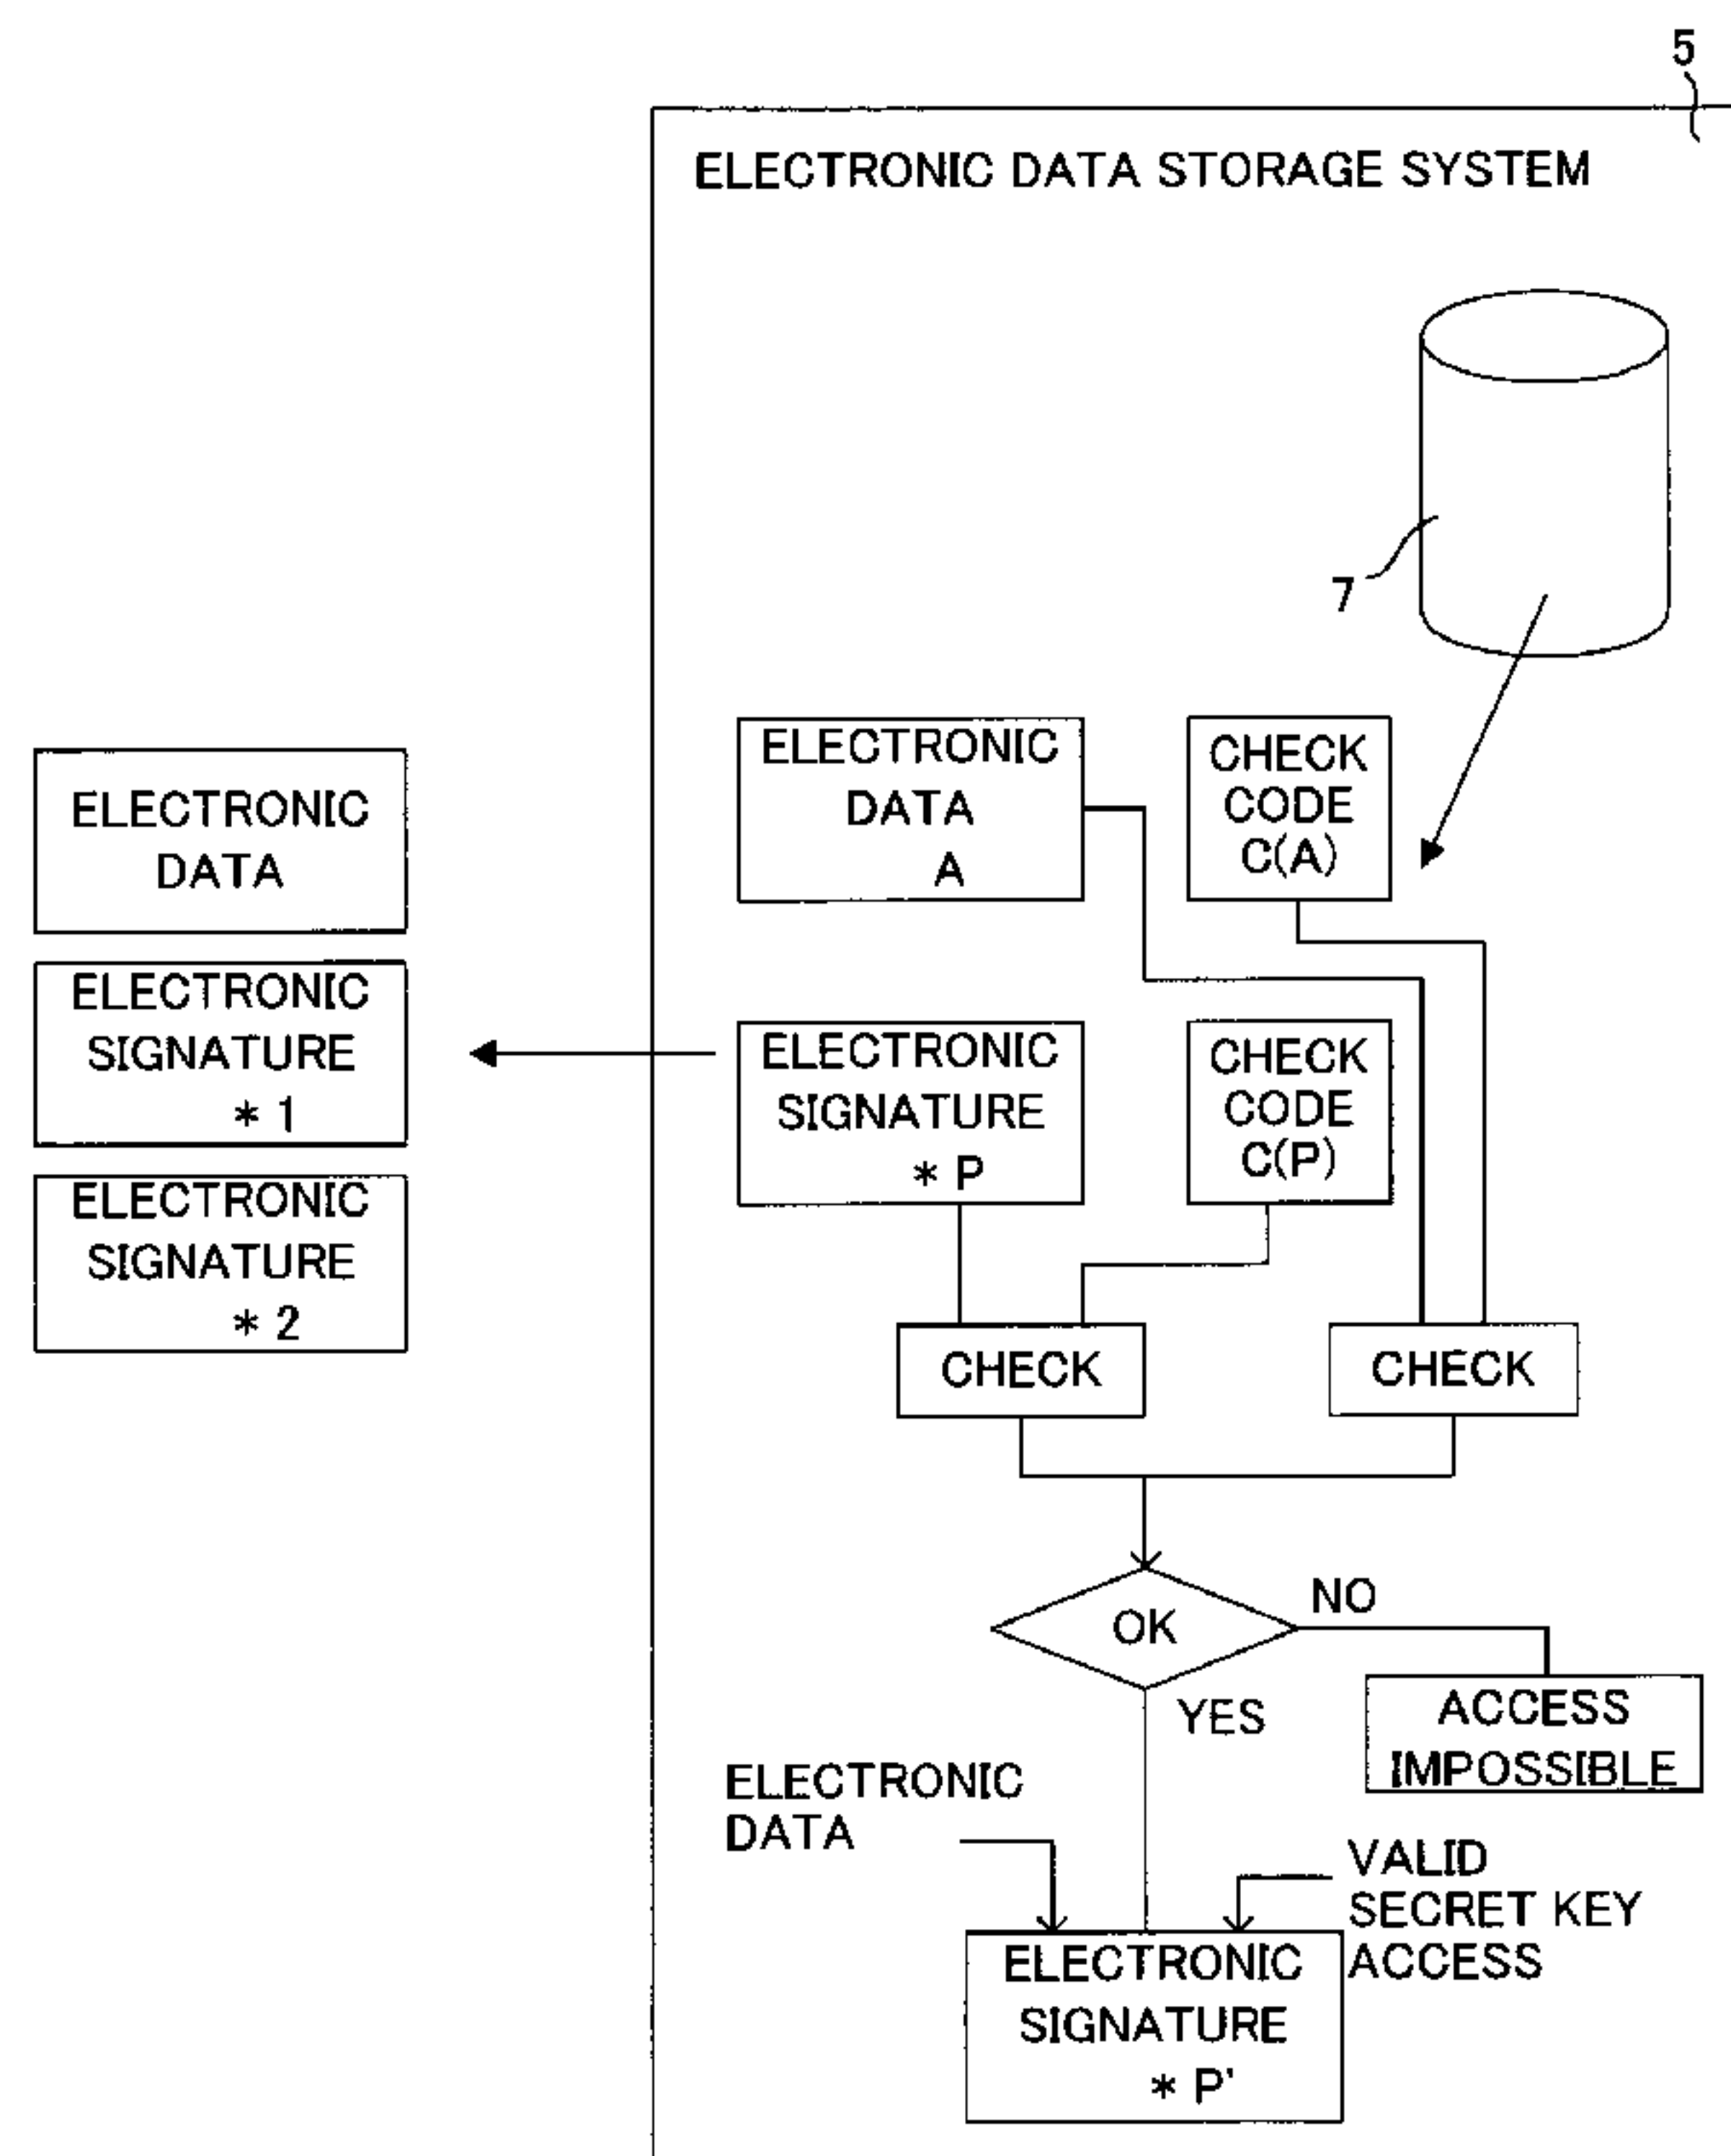 5
ELECTRONIC DATA STORAGE SYSTEM
7
ELECTRONIC
DATA
ELECTRONIC
SIGNATURE
* 1
ELECTRONIC
SIGNATURE
* 2
ELECTRONIC
DATA
A
CHECK
CODE
C(A)
ELECTRONIC
SIGNATURE
* P
CHECK
CODE
C(P)
CHECK
CHECK
OK
NO
YES
ACCESS
IMPOSSIBLE
ELECTRONIC
DATA
VALID
SECRET KEY
ACCESS
ELECTRONIC
SIGNATURE
* P'